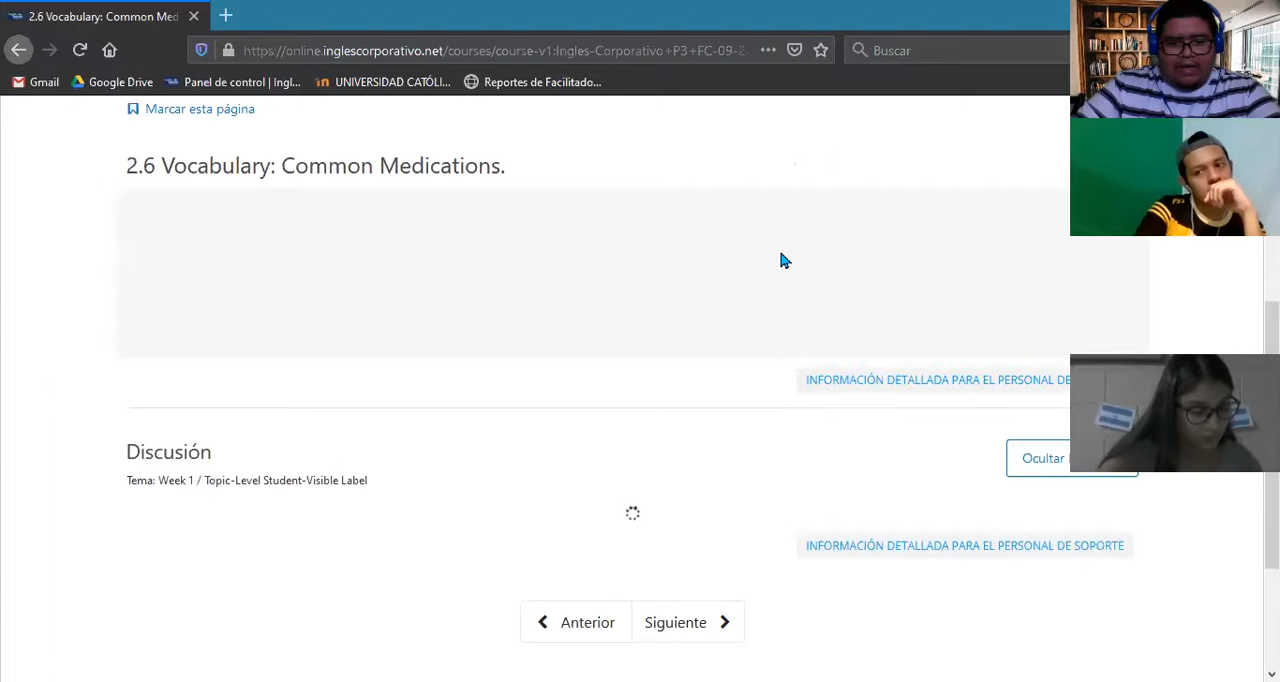 2.6 Vocabulary: Common Med
https://online.inglescorporativo.net/courses/course-v1:Ingles-Corporativo+P3+FC-09-2
Buscar
Gmail
Google Drive
Panel de control | Ingl...
UNIVERSIDAD CATÓLI...
Reportes de Facilitado...
Marcar esta página
2.6 Vocabulary: Common Medications.
INFORMACIÓN DETALLADA PARA EL PERSONAL DE
Discusión
Ocultar
Tema: Week 1 / Topic-Level Student-Visible Label
INFORMACIÓN DETALLADA PARA EL PERSONAL DE SOPORTE
Anterior
Siguiente